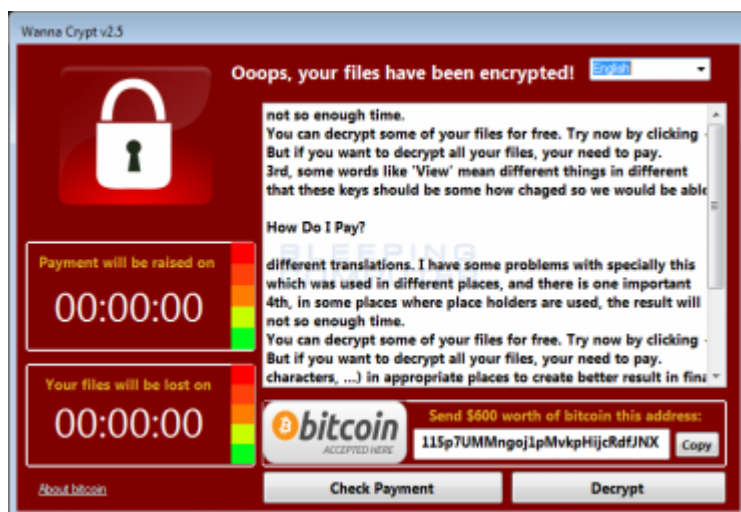 Wanna Crypt v2.5
Ooops, your files have been encrypted!
English
not so enough time.
You can decrypt some of your files for free. Try now by clicking
But if you want to decrypt all your files, your need to pay.
3rd, some words like 'View' mean different things in different
that these keys should be some how chaged so we would be able
How Do I Pay?
BLEEPING
different translations. I have some problems with specially this
which was used in different places, and there is one important
4th, in some places where place holders are used, the result will
not so enough time.
You can decrypt some of your files for free. Try now by clicking
But if you want to decrypt all your files, your need to pay.
characters, ...) in appropriate places to create better result in fina
Payment will be raised on
00:00:00
Your files will be lost on
00:00:00
bitcoin
ACCEPTED HERE
Send $600 worth of bitcoin this address:
115p7UMMngoj1pMvkpHijcRdfJNX
Copy
About bitcoin
Check Payment
Decrypt